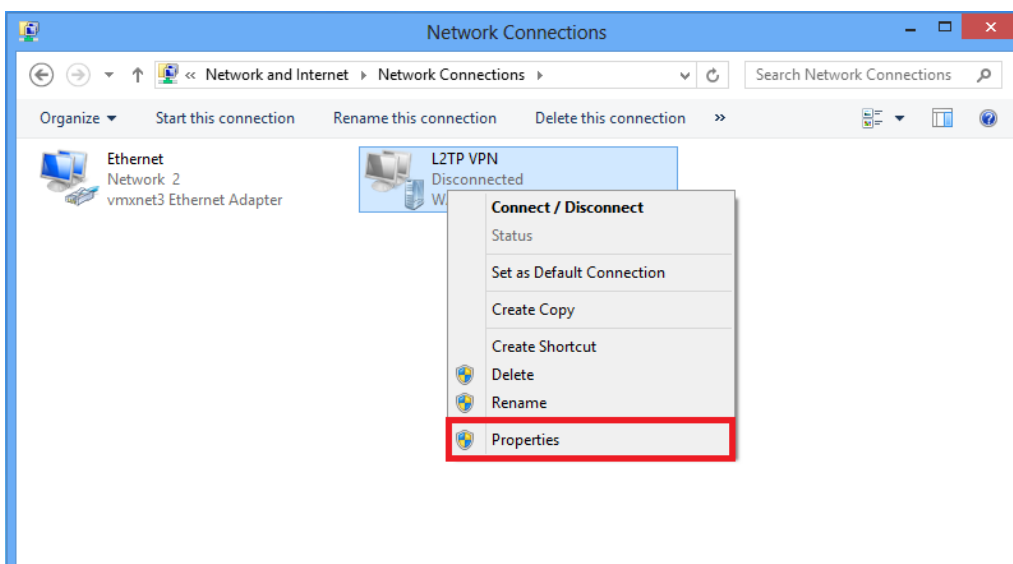 Network Connections
« Network and Internet Network Connections
Search Network Connections
Organize Start this connection Rename this connection Delete this connection »
Ethernet
Network 2
vmxnet3 Ethernet Adapter
L2TP VPN
Disconnected
Connect / Disconnect
Status
Set as Default Connection
Create Copy
Create Shortcut
Delete
Rename
Properties